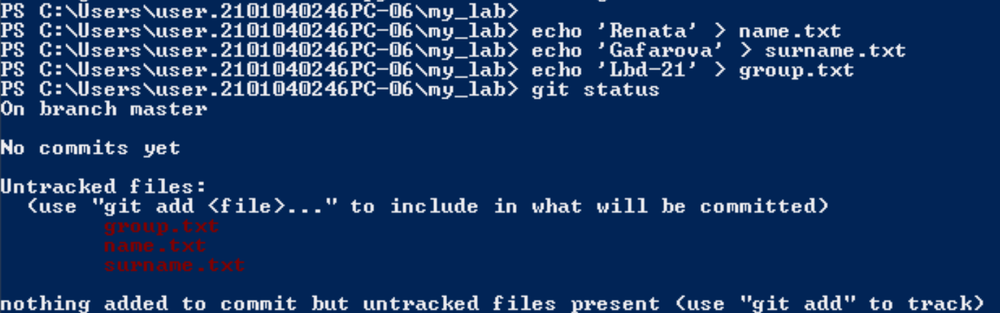 PS C:\Users\user.2101040246PC-06\my_lab>
PS C:\Users\user.2101040246PC-06\my_lab> echo 'Renata' > name.txt
PS C:\Users\user.2101040246PC-06\my_lab> echo 'Gafarova' > surname.txt
PS C:\Users\user.2101040246PC-06\my_lab> echo 'Lbd-21' > group.txt
PS C:\Users\user.2101040246PC-06\my_lab> git status
On branch master
No commits yet
Untracked files:
(use "git add <file>..." to include in what will be committed)
group.txt
name.txt
surname.txt
nothing added to commit but untracked files present (use "git add" to track)